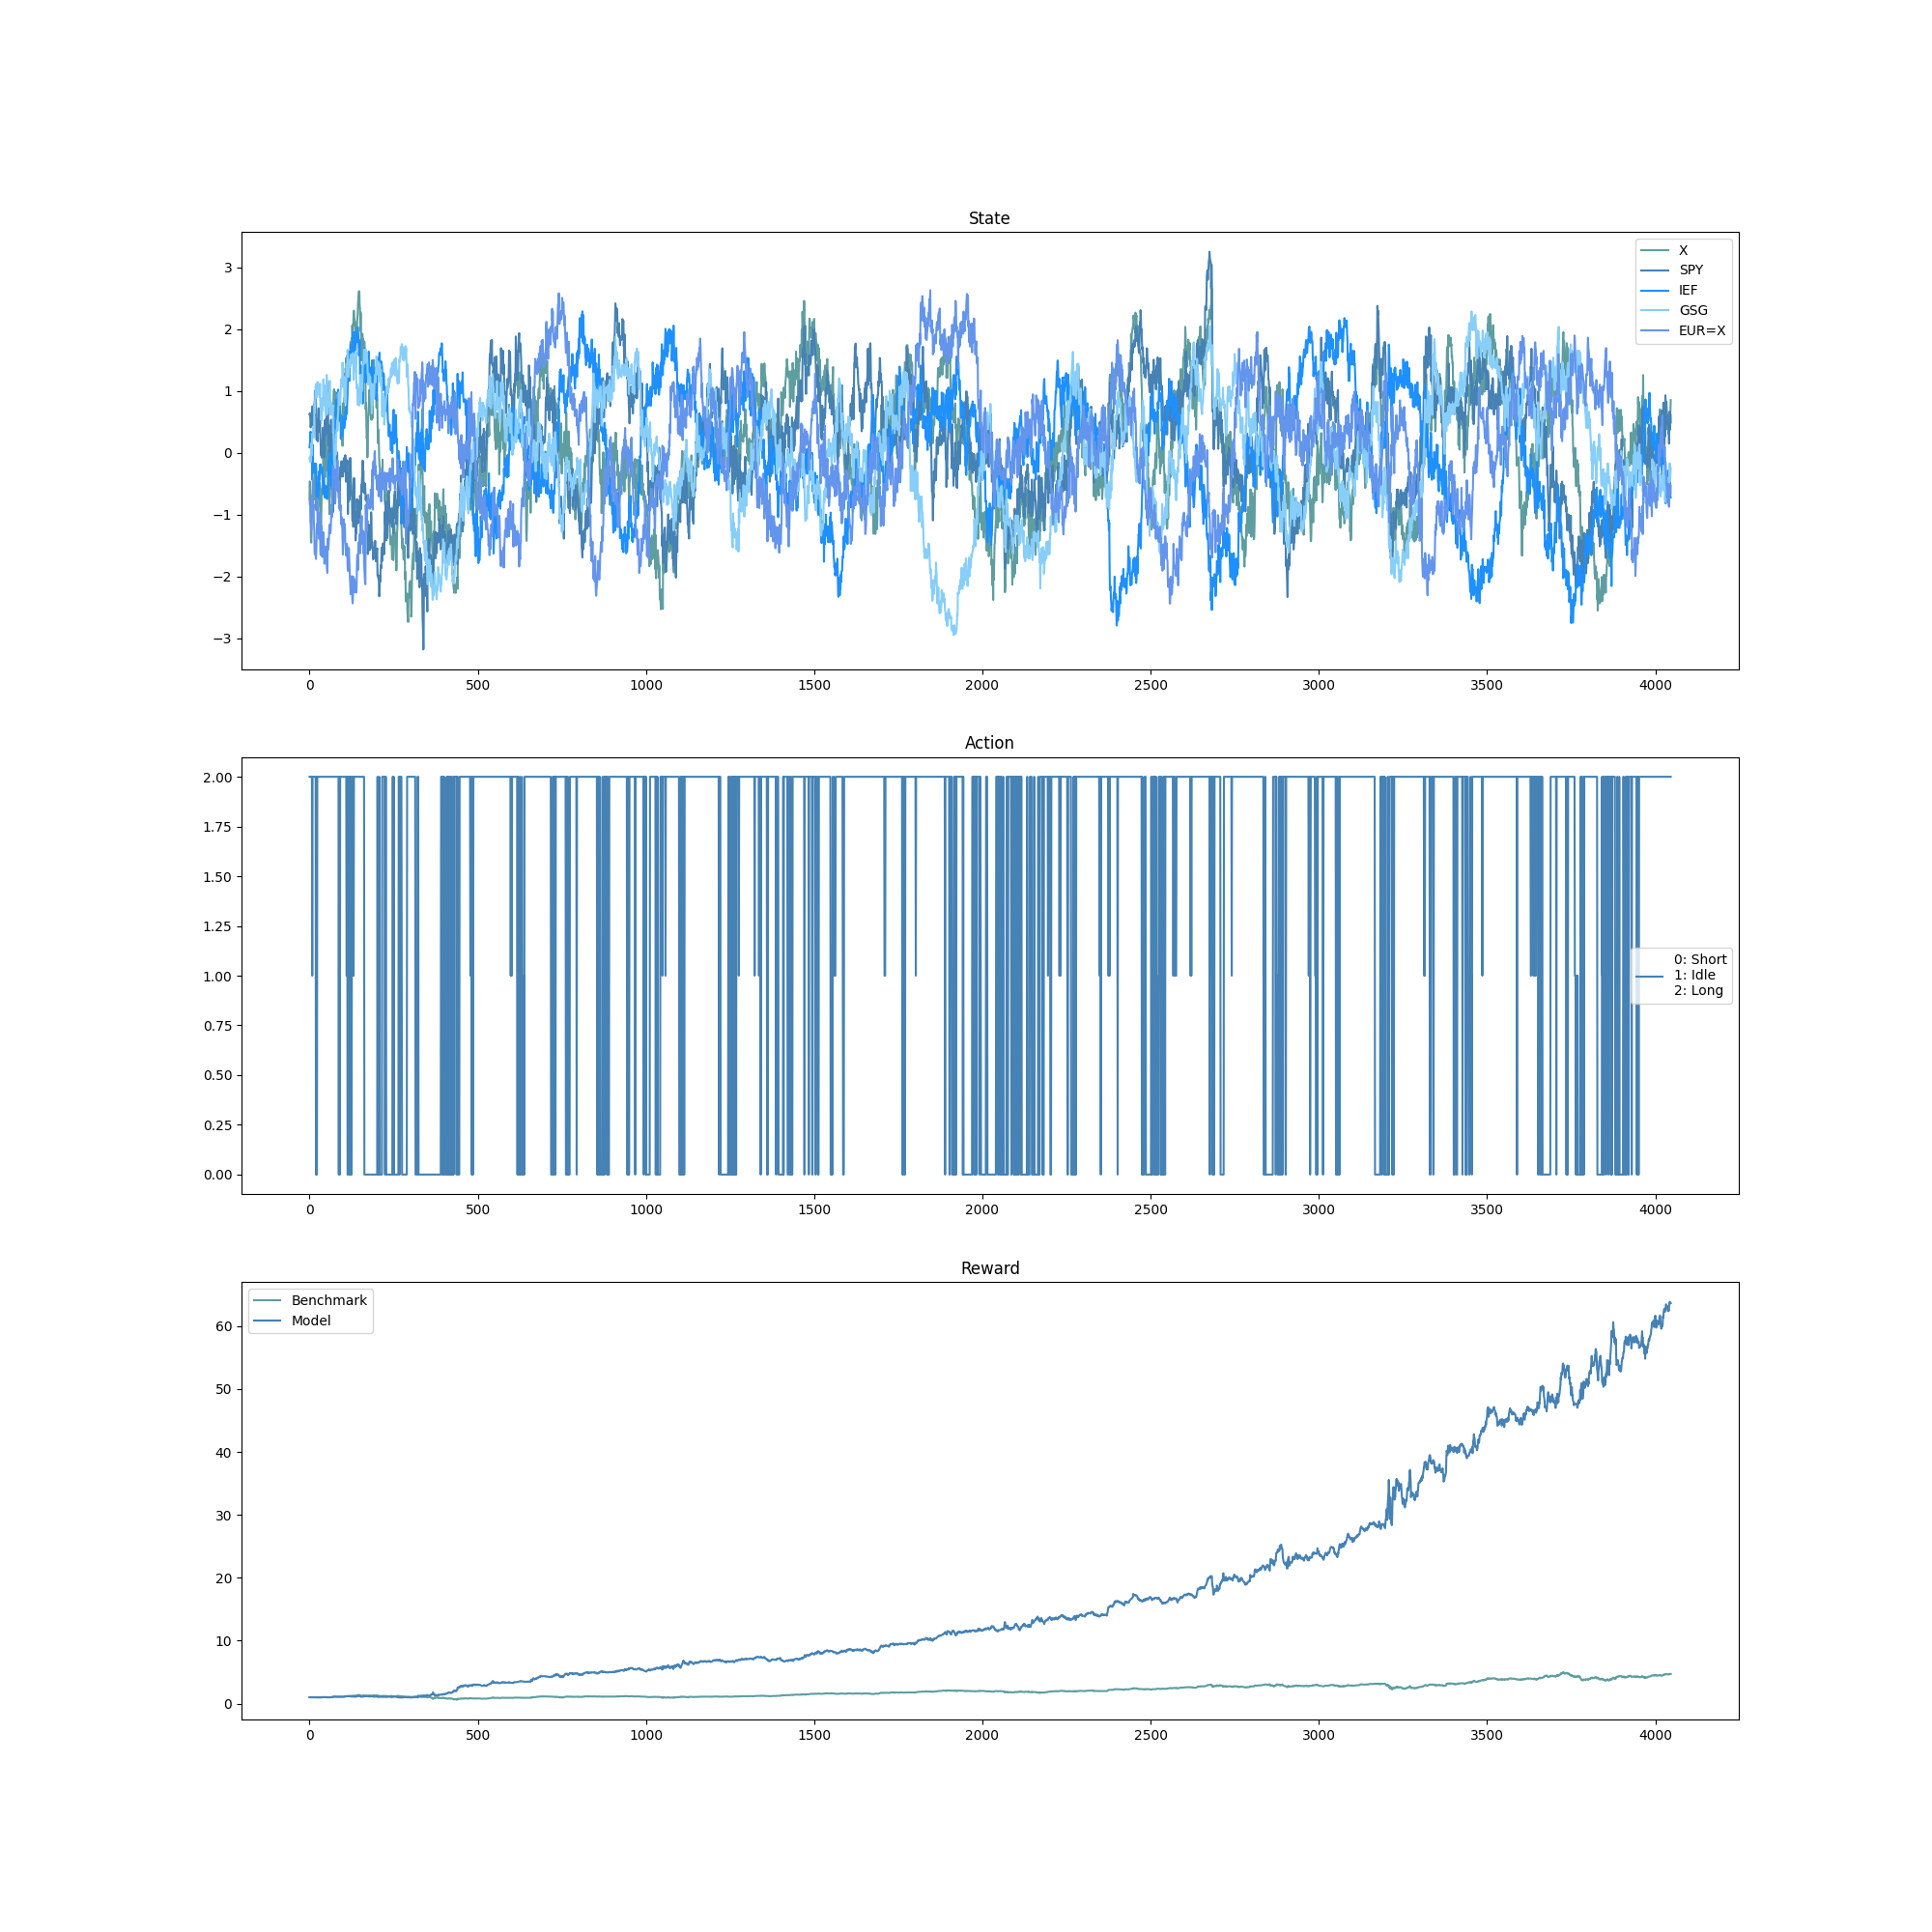 State
3
2
1
0
−1
−2
−3
X
SPY
IEF
GSG
EUR=X
0 500 1000 1500 2000 2500 3000 3500 4000
Action
2.00
1.75
1.50
1.25
1.00
0.75
0.50
0.25
0.00
0: Short
1: Idle
2: Long
0 500 1000 1500 2000 2500 3000 3500 4000
Reward
Benchmark
Model
60
50
40
30
20
10
0
0 500 1000 1500 2000 2500 3000 3500 4000